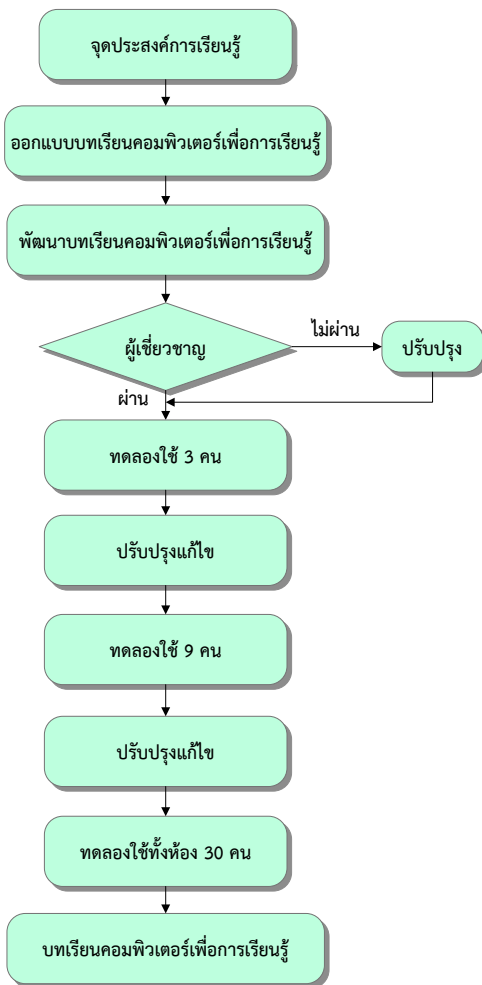 จุดประสงค์การเรียนรู้
ออกแบบบทเรียนคอมพิวเตอร์เพื่อการเรียนรู้
พัฒนาบทเรียนคอมพิวเตอร์เพื่อการเรียนรู้
ผู้เชี่ยวชาญ
ไม่ผ่าน
ปรับปรุง
ผ่าน
ทดลองใช้ 3 คน
ปรับปรุงแก้ไข
ทดลองใช้ 9 คน
ปรับปรุงแก้ไข
ทดลองใช้ทั้งห้อง 30 คน
บทเรียนคอมพิวเตอร์เพื่อการเรียนรู้